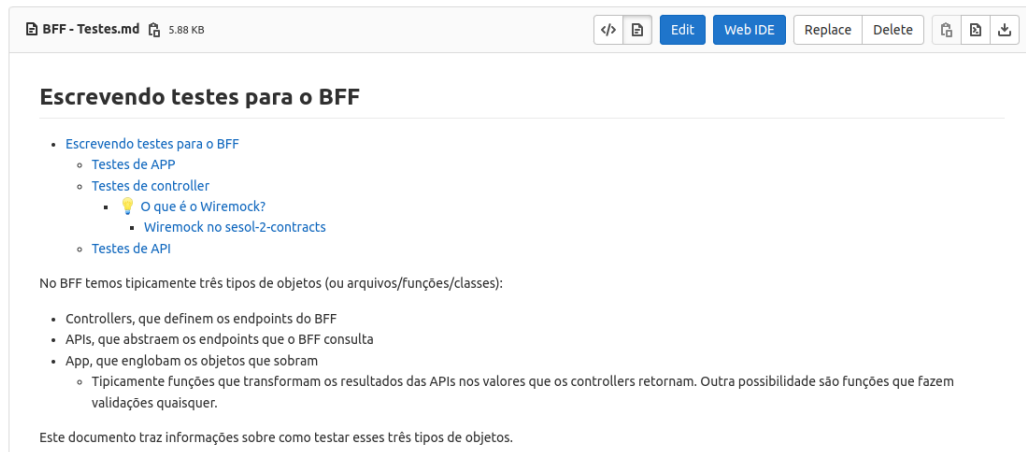 BFF - Testes.md 5.88 KB </> Edit Web IDE Replace Delete
Escrevendo testes para o BFF
Escrevendo testes para o BFF
Testes de APP
Testes de controller
💡 O que é o Wiremock?
Wiremock no sesol-2-contracts
Testes de API
No BFF temos tipicamente três tipos de objetos (ou arquivos/funções/classes):
Controllers, que definem os endpoints do BFF
APIs, que abstraem os endpoints que o BFF consulta
App, que englobam os objetos que sobram
Tipicamente funções que transformam os resultados das APIs nos valores que os controllers retornam. Outra possibilidade são funções que fazem
validações quaisquer.
Este documento traz informações sobre como testar esses três tipos de objetos.